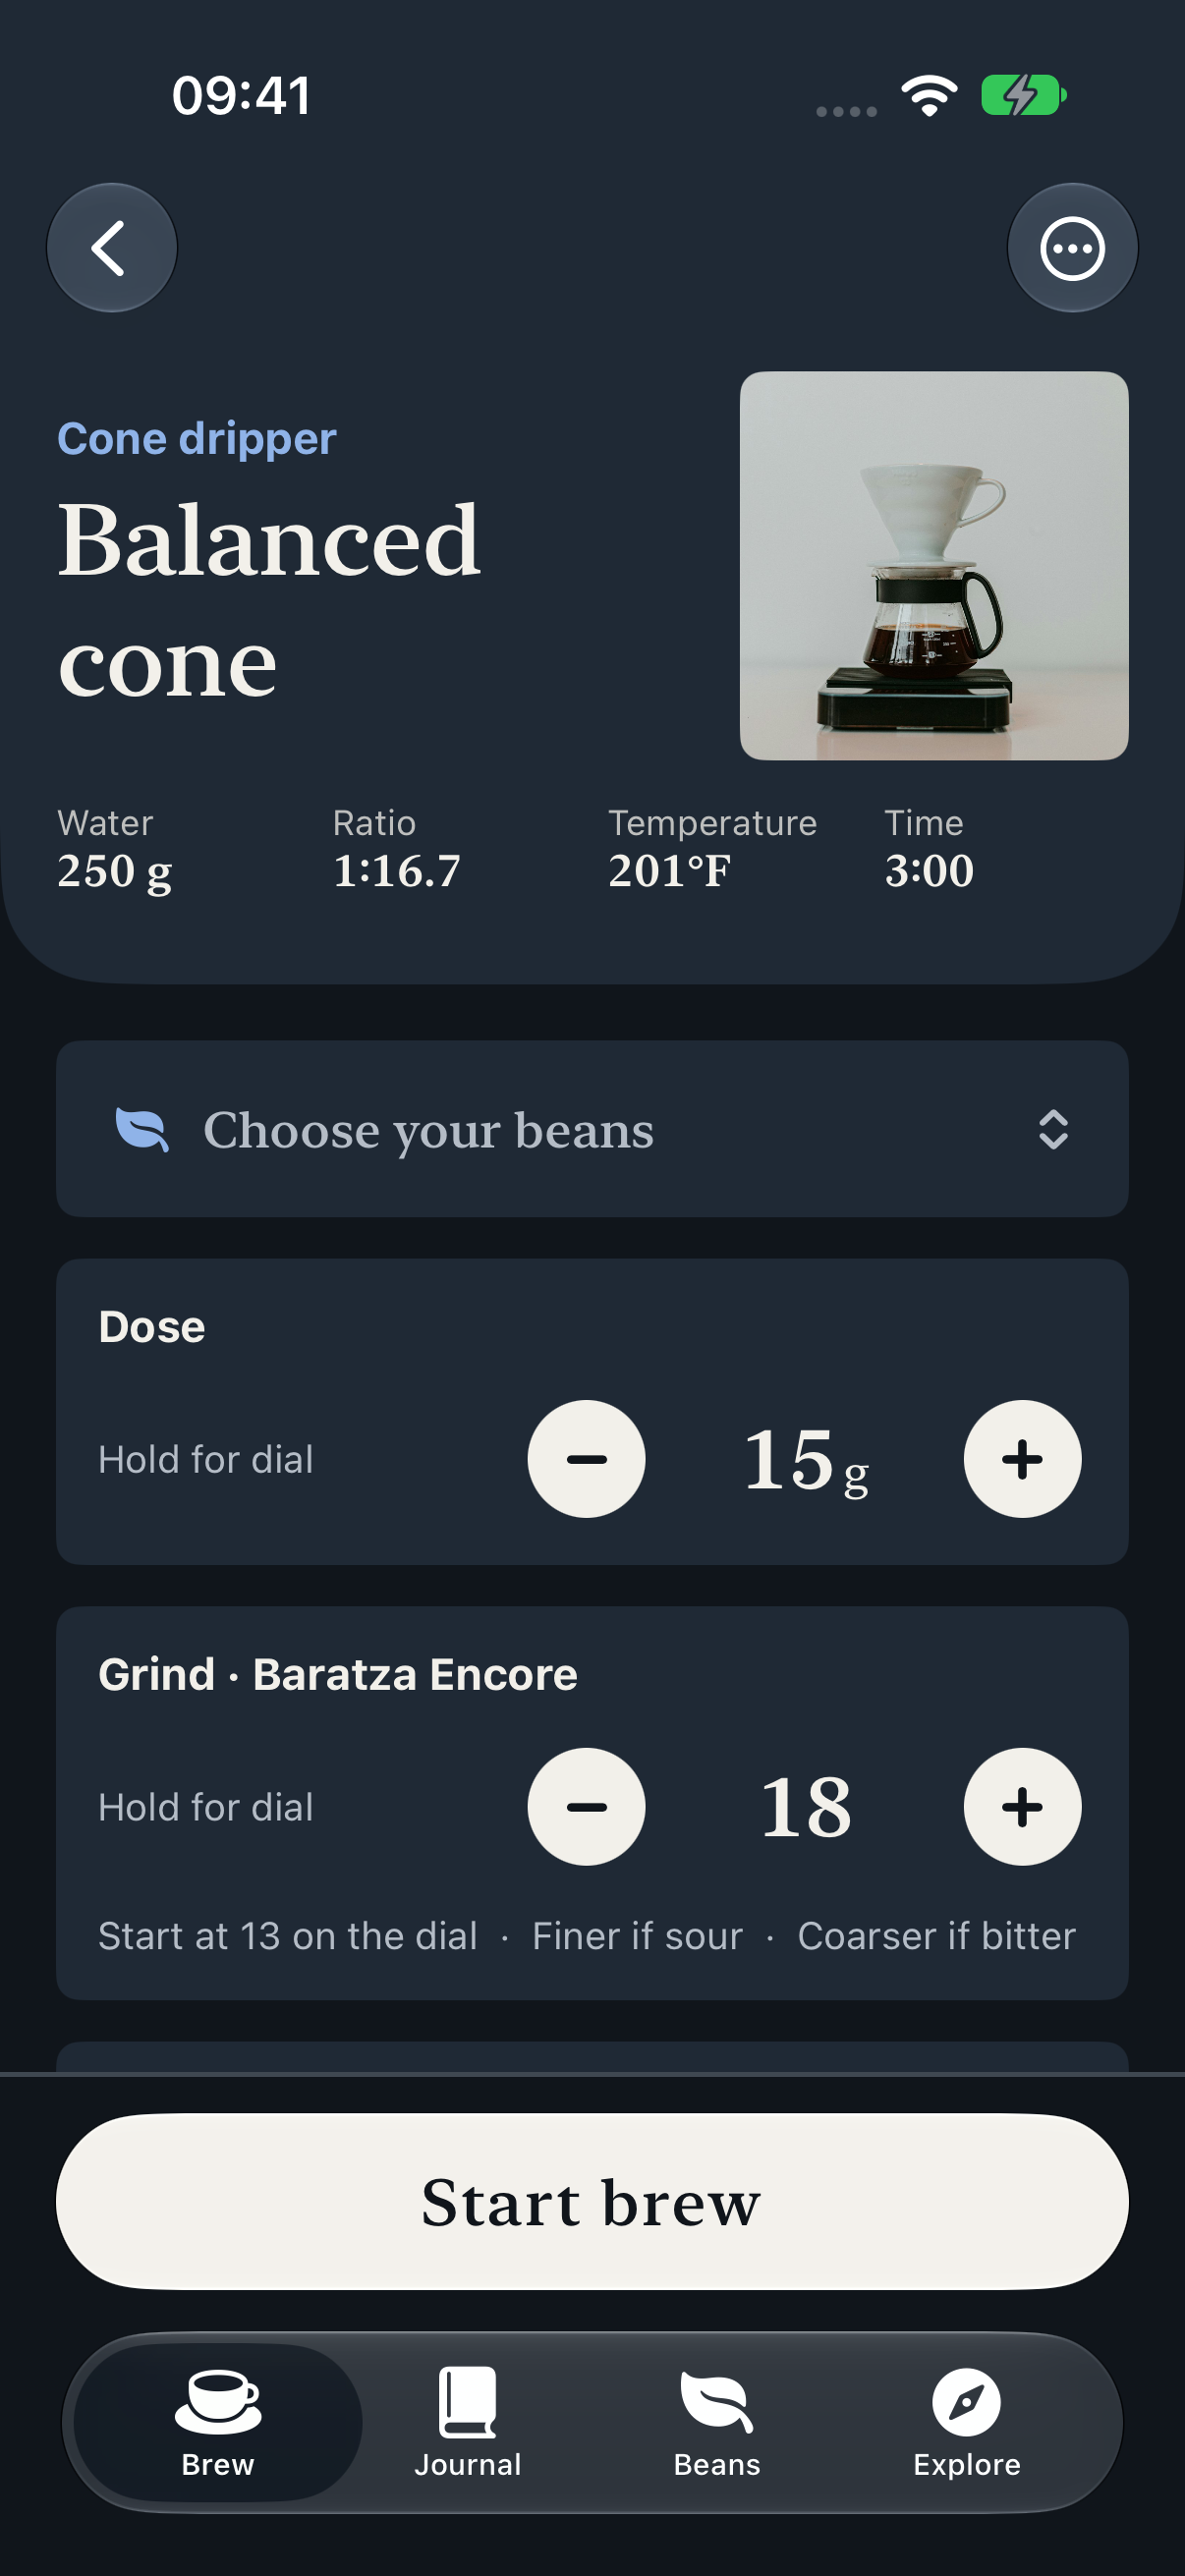 09:41
Cone dripper
Balanced
cone
Water Ratio Temperature Time
250 g 1:16.7 201°F 3:00
Choose your beans
Dose
Hold for dial − 15 g +
Grind · Baratza Encore
Hold for dial − 18 +
Start at 13 on the dial · Finer if sour · Coarser if bitter
Start brew
Brew Journal Beans Explore